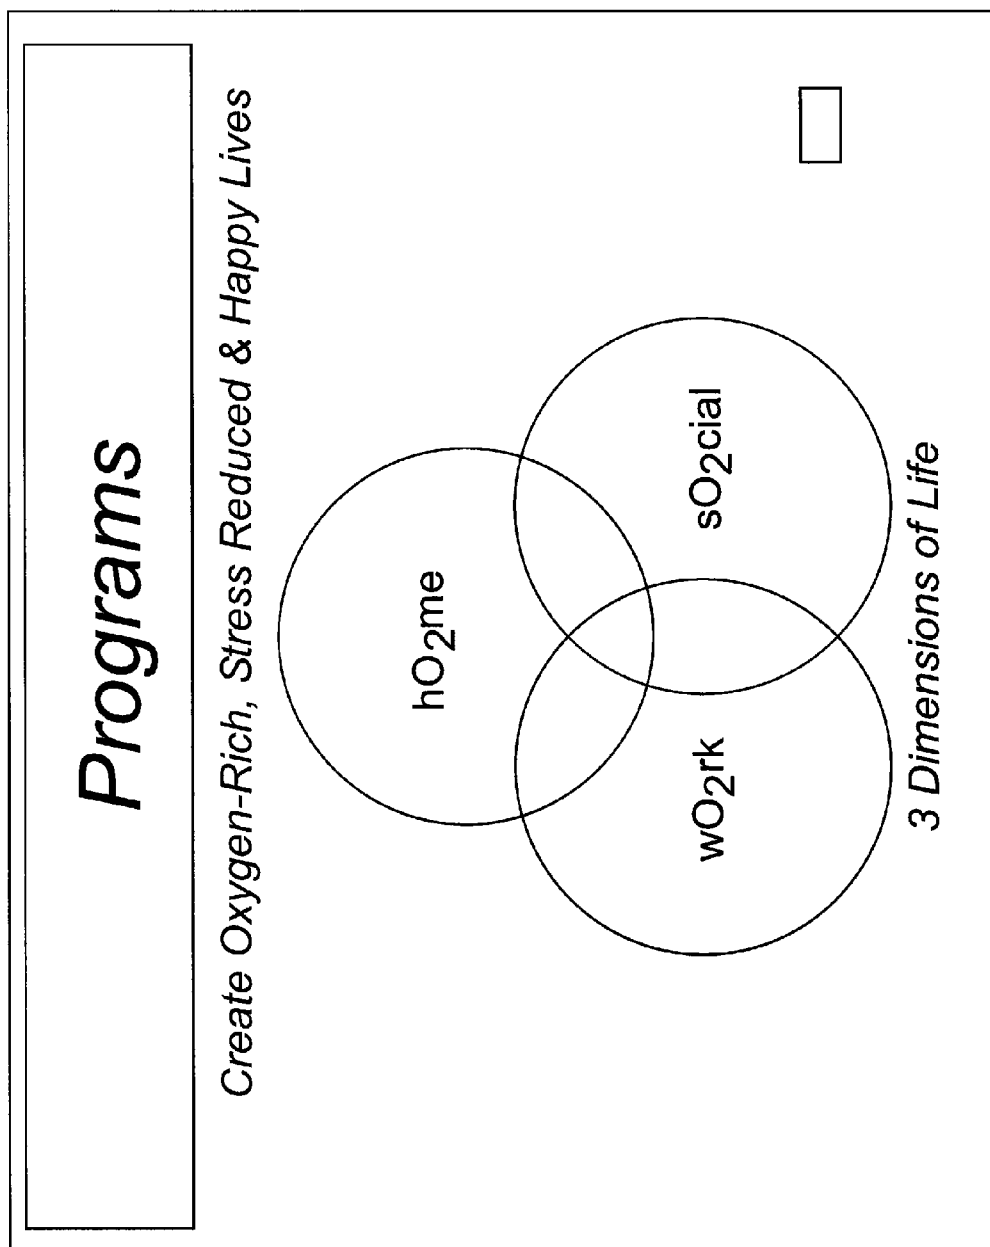 Programs
Create Oxygen-Rich, Stress Reduced & Happy Lives
hO₂me
wO₂rk
sO₂cial
3 Dimensions of Life